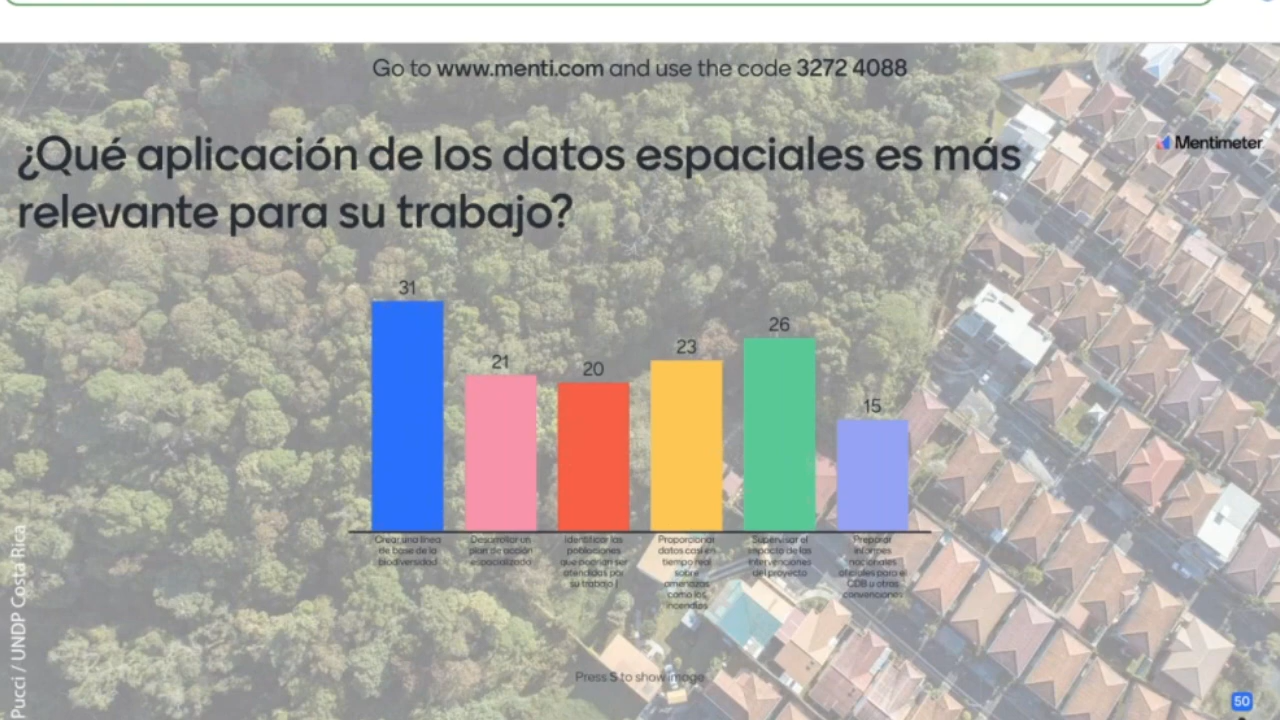 Go to www.menti.com and use the code 3272 4088
¿Qué aplicación de los datos espaciales es más
relevante para su trabajo?
Mentimeter
31
21
20
23
26
15
Crear una línea
de base de la
biodiversidad
Desarrollar un
plan de acción
espacializado
Identificar las
poblaciones
que podrían ser
atendidas por
su trabajo
Proporcionar
datos casi en
tiempo real
sobre
amenazas
como los
incendios
Supervisar el
impacto de las
intervenciones
del proyecto
Preparar
informes
nacionales
oficiales para el
CDB u otras
convenciones
Press S to show image
Pucci / UNDP Costa Rica
50